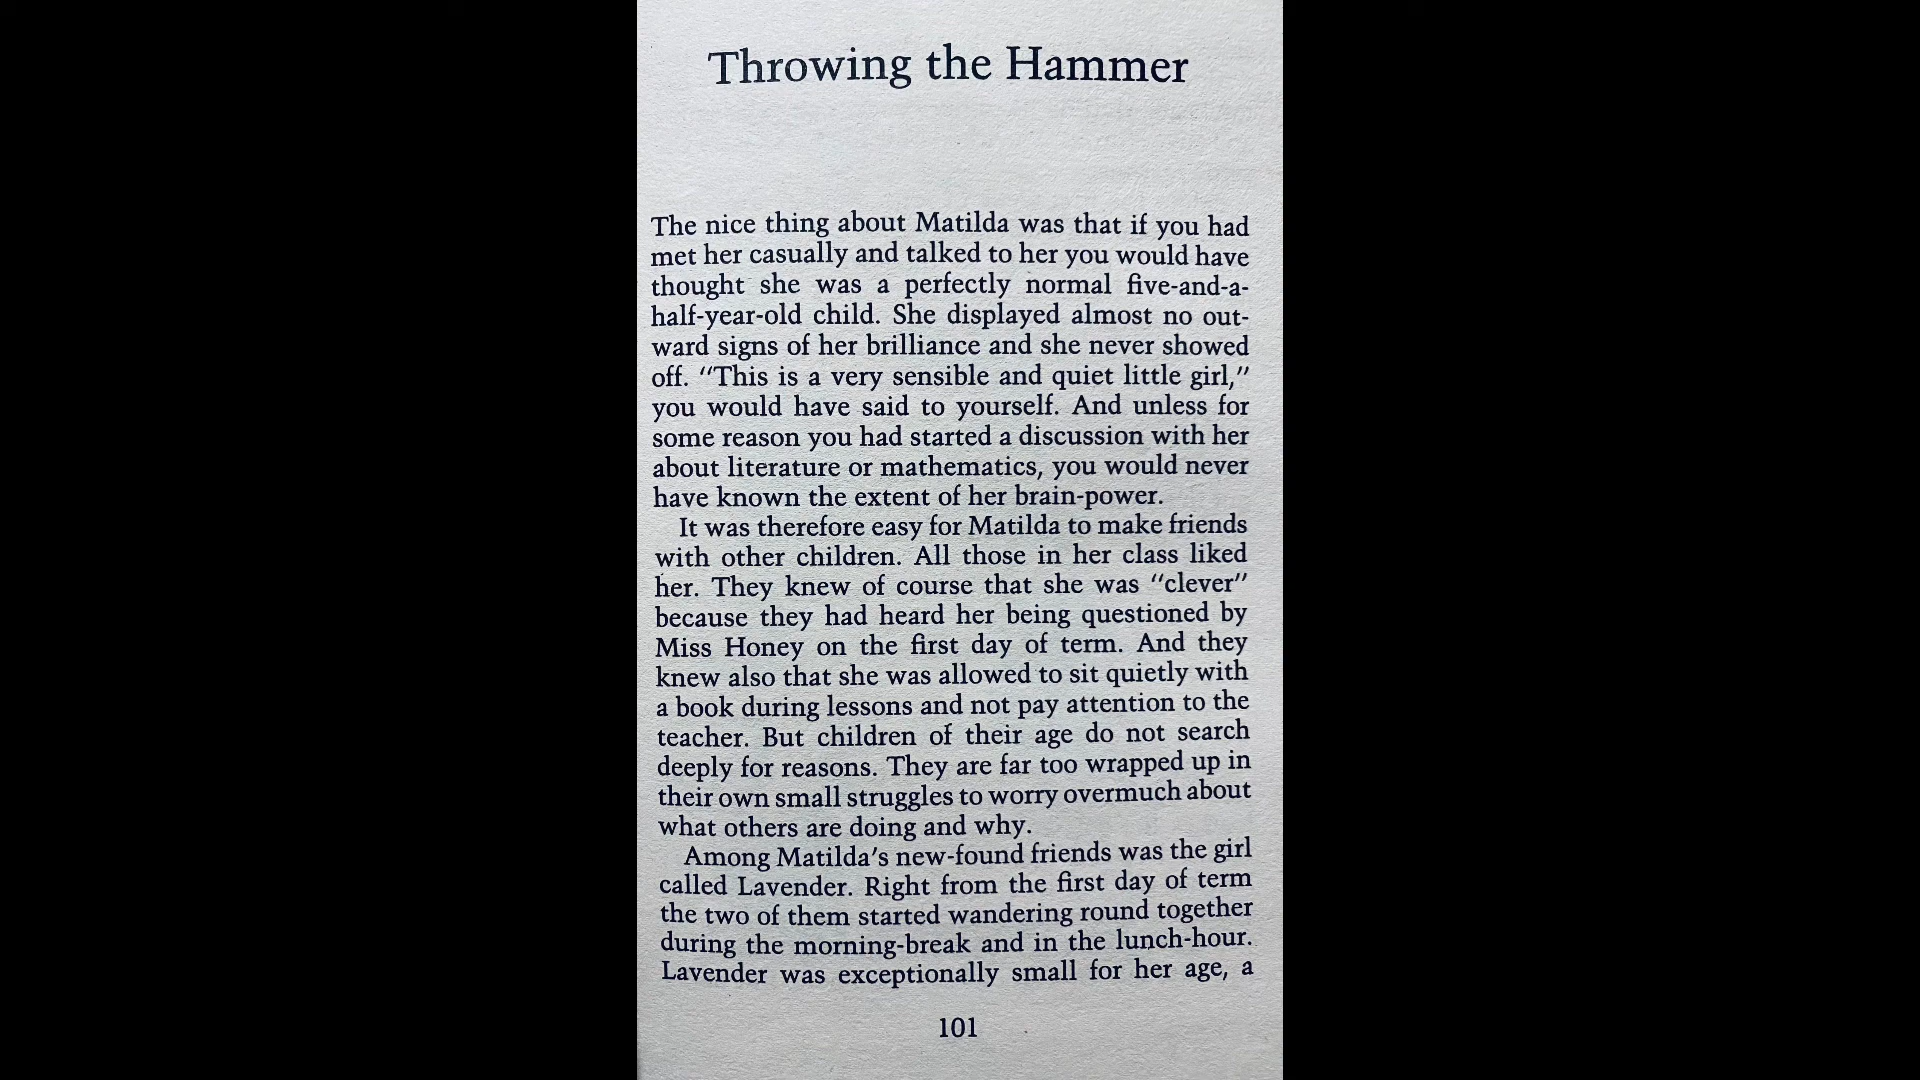 Throwing the Hammer
The nice thing about Matilda was that if you had
met her casually and talked to her you would have
thought she was a perfectly normal five-and-a-
half-year-old child. She displayed almost no out-
ward signs of her brilliance and she never showed
off. “This is a very sensible and quiet little girl,”
you would have said to yourself. And unless for
some reason you had started a discussion with her
about literature or mathematics, you would never
have known the extent of her brain-power.
It was therefore easy for Matilda to make friends
with other children. All those in her class liked
her. They knew of course that she was “clever”
because they had heard her being questioned by
Miss Honey on the first day of term. And they
knew also that she was allowed to sit quietly with
a book during lessons and not pay attention to the
teacher. But children of their age do not search
deeply for reasons. They are far too wrapped up in
their own small struggles to worry overmuch about
what others are doing and why.
Among Matilda’s new-found friends was the girl
called Lavender. Right from the first day of term
the two of them started wandering round together
during the morning-break and in the lunch-hour.
Lavender was exceptionally small for her age, a
101